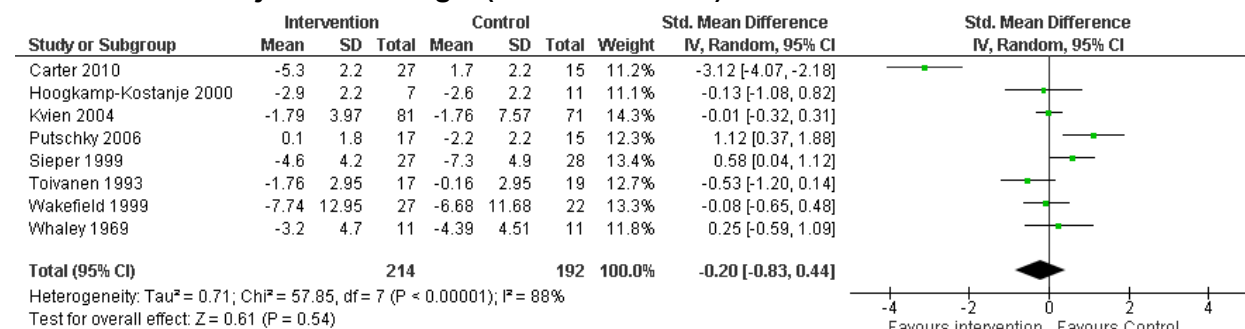 Intervention Control Std. Mean Difference Std. Mean Difference
Study or Subgroup Mean SD Total Mean SD Total Weight IV, Random, 95% CI IV, Random, 95% CI
Carter 2010 -5.3 2.2 27 1.7 2.2 15 11.2% -3.12 [-4.07, -2.18]
Hoogkamp-Kostanje 2000 -2.9 2.2 7 -2.6 2.2 11 11.1% -0.13 [-1.08, 0.82]
Kvien 2004 -1.79 3.97 81 -1.76 7.57 71 14.3% -0.01 [-0.32, 0.31]
Putschky 2006 0.1 1.8 17 -2.2 2.2 15 12.3% 1.12 [0.37, 1.88]
Sieper 1999 -4.6 4.2 27 -7.3 4.9 28 13.4% 0.58 [0.04, 1.12]
Toivanen 1993 -1.76 2.95 17 -0.16 2.95 19 12.7% -0.53 [-1.20, 0.14]
Wakefield 1999 -7.74 12.95 27 -6.68 11.68 22 13.3% -0.08 [-0.65, 0.48]
Whaley 1969 -3.2 4.7 11 -4.39 4.51 11 11.8% 0.25 [-0.59, 1.09]
Total (95% CI) 214 192 100.0% -0.20 [-0.83, 0.44]
Heterogeneity: Tau² = 0.71; Chi² = 57.85, df = 7 (P < 0.00001); I² = 88%
Test for overall effect: Z = 0.61 (P = 0.54)
-4 -2 0 2 4
Favours intervention Favours Control